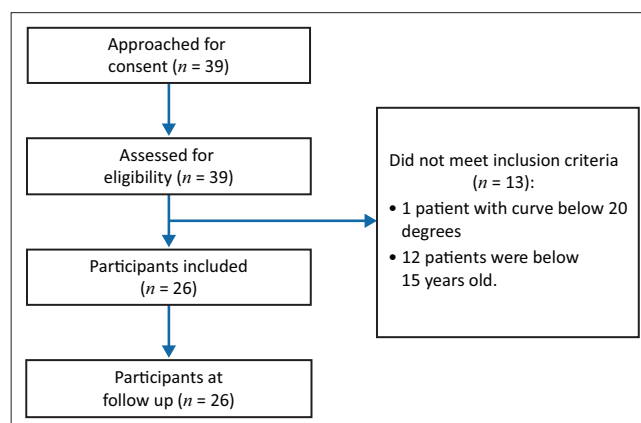 Approached for
consent (n = 39)
Assessed for
eligibility (n = 39)
Did not meet inclusion criteria
(n = 13):
• 1 patient with curve below 20
degrees
• 12 patients were below
15 years old.
Participants included
(n = 26)
Participants at
follow up (n = 26)